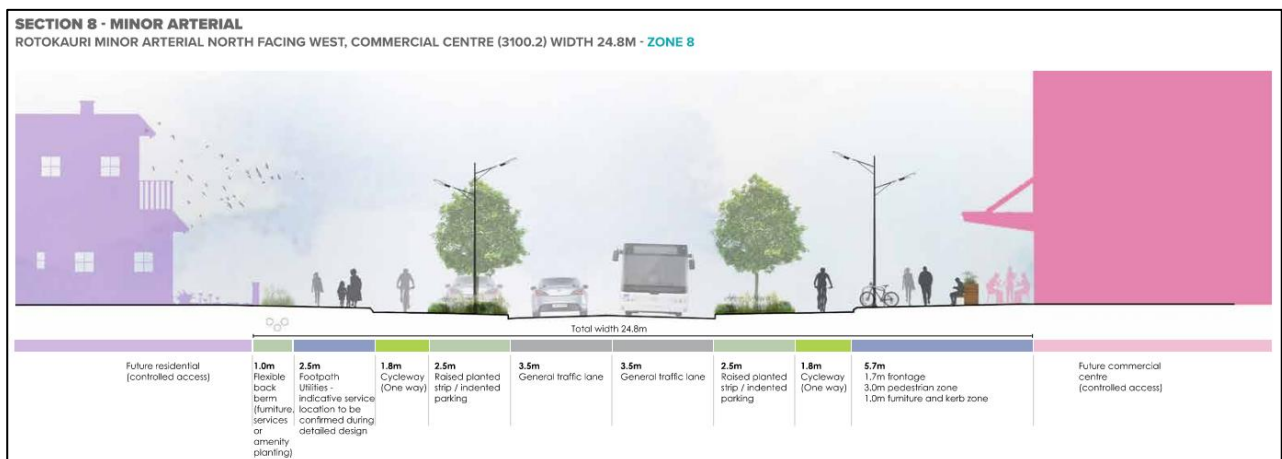 SECTION 8 - MINOR ARTERIAL
ROTOKAURI MINOR ARTERIAL NORTH FACING WEST, COMMERCIAL CENTRE (3100.2) WIDTH 24.8M - ZONE 8
Total width 24.8m
Future residential
(controlled access)
1.0m
Flexible
back
berm
(furniture,
services
or
amenity
planting)
2.5m
Footpath
Utilities -
indicative service
location to be
confirmed during
detailed design
1.8m
Cycleway
(One way)
2.5m
Raised planted
strip / indented
parking
3.5m
General traffic lane
3.5m
General traffic lane
2.5m
Raised planted
strip / indented
parking
1.8m
Cycleway
(One way)
5.7m
1.7m frontage
3.0m pedestrian zone
1.0m furniture and kerb zone
Future commercial
centre
(controlled access)